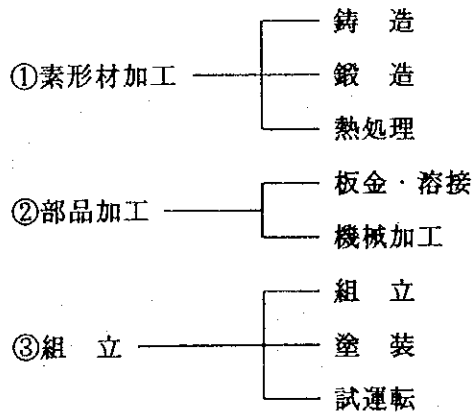 鋳　造
①素形材加工
鍛　造
熱処理
板金・溶接
②部品加工
機械加工
組　立
③組　立
塗　装
試運転